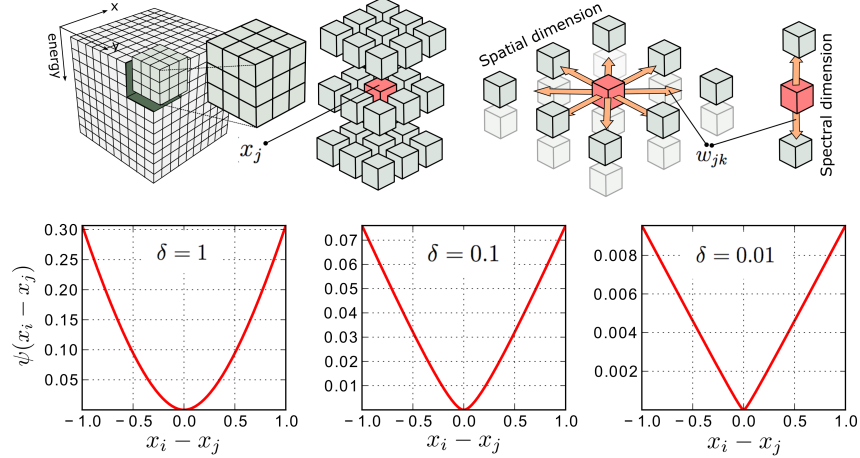 x
y
energy
x_j
Spatial dimension
w_{jk}
Spectral dimension
ψ(x_i − x_j)
0.30
0.25
0.20
0.15
0.10
0.05
δ = 1
−1.0 −0.5 0.0 0.5 1.0
x_i − x_j
0.07
0.06
0.05
0.04
0.03
0.02
0.01
δ = 0.1
−1.0 −0.5 0.0 0.5 1.0
x_i − x_j
0.008
0.006
0.004
0.002
δ = 0.01
−1.0 −0.5 0.0 0.5 1.0
x_i − x_j